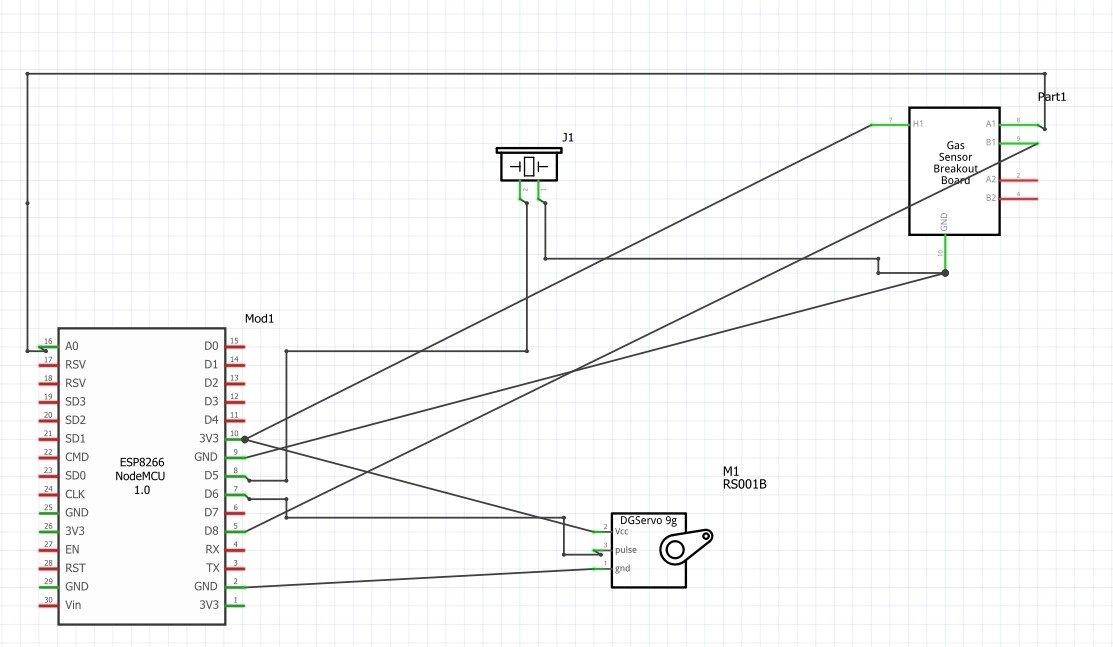 Part1
7
H1
A1
8
B1
9
Gas
Sensor
Breakout
Board
A2
2
B2
4
GND
10
J1
2
1
Mod1
16
A0
D0
15
17
RSV
D1
14
18
RSV
D2
13
19
SD3
D3
12
20
SD2
D4
11
21
SD1
3V3
10
22
CMD
GND
9
23
SD0
D5
8
24
CLK
D6
7
25
GND
D7
6
26
3V3
D8
5
27
EN
RX
4
28
RST
TX
3
29
GND
GND
2
30
Vin
3V3
1
ESP8266
NodeMCU
1.0
M1
RS001B
DGServo 9g
2
Vcc
3
pulse
1
gnd